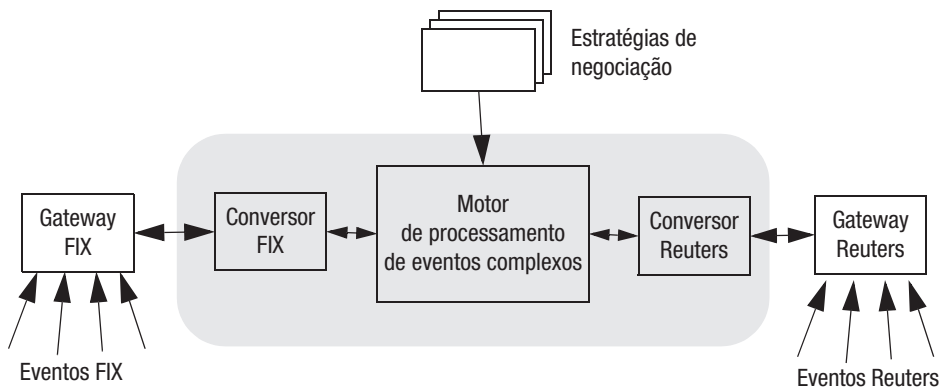 Estratégias de
negociação
Gateway
FIX
Conversor
FIX
Motor
de processamento
de eventos complexos
Conversor
Reuters
Gateway
Reuters
Eventos FIX
Eventos Reuters